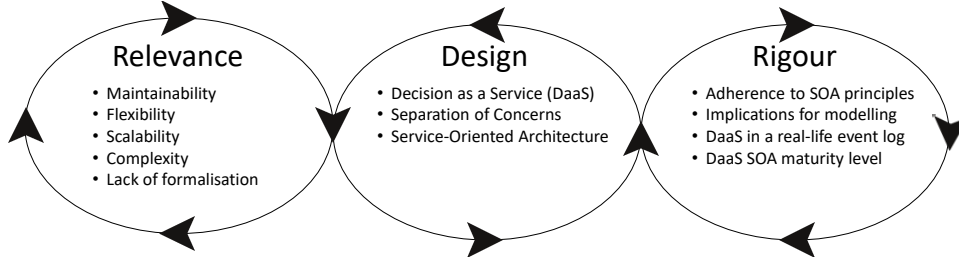 Relevance
• Maintainability
• Flexibility
• Scalability
• Complexity
• Lack of formalisation
Design
• Decision as a Service (DaaS)
• Separation of Concerns
• Service-Oriented Architecture
Rigour
• Adherence to SOA principles
• Implications for modelling
• DaaS in a real-life event log
• DaaS SOA maturity level